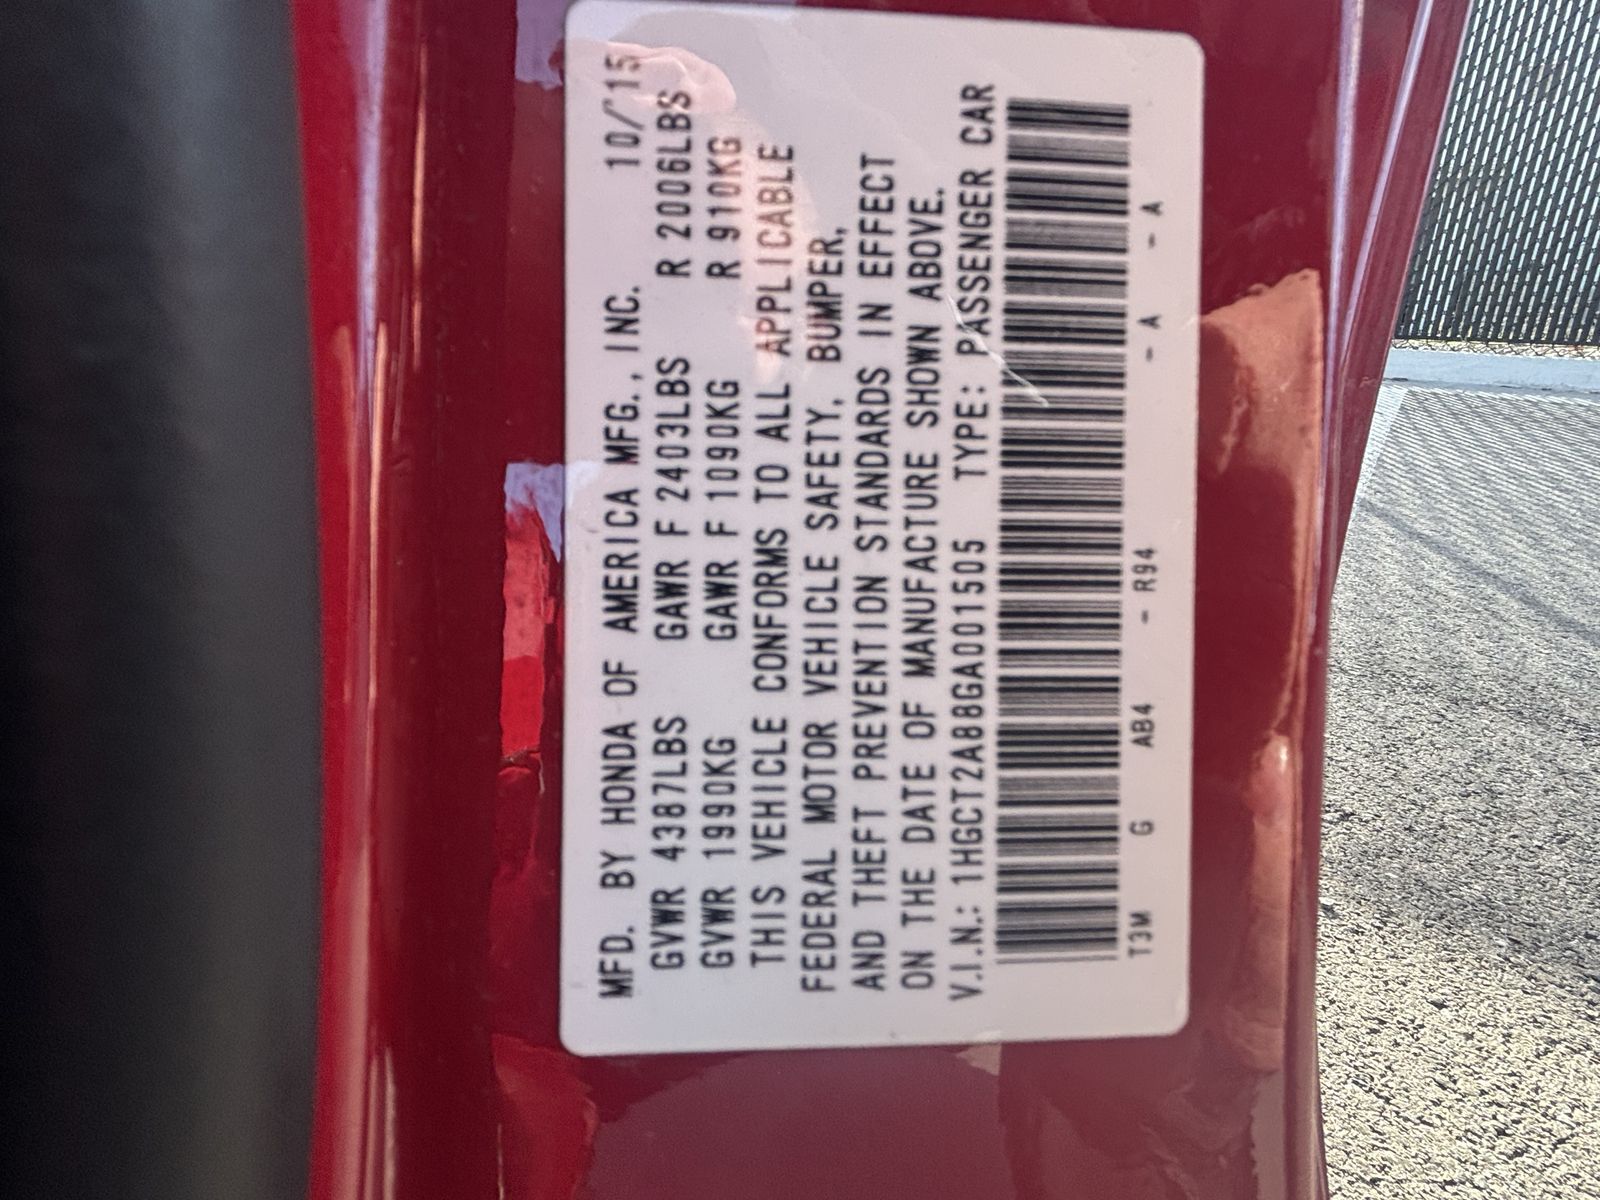 MFD. BY HONDA OF AMERICA MFG., INC. 10/15
GVWR 4387LBS GAWR F 2403LBS R 2006LBS
GVWR 1990KG GAWR F 1090KG R 910KG
THIS VEHICLE CONFORMS TO ALL APPLICABLE
FEDERAL MOTOR VEHICLE SAFETY, BUMPER,
AND THEFT PREVENTION STANDARDS IN EFFECT
ON THE DATE OF MANUFACTURE SHOWN ABOVE.
V.I.N.: 1HGCT2A88GA001505 TYPE: PASSENGER CAR
T3M G AB4 - R94 - A - A